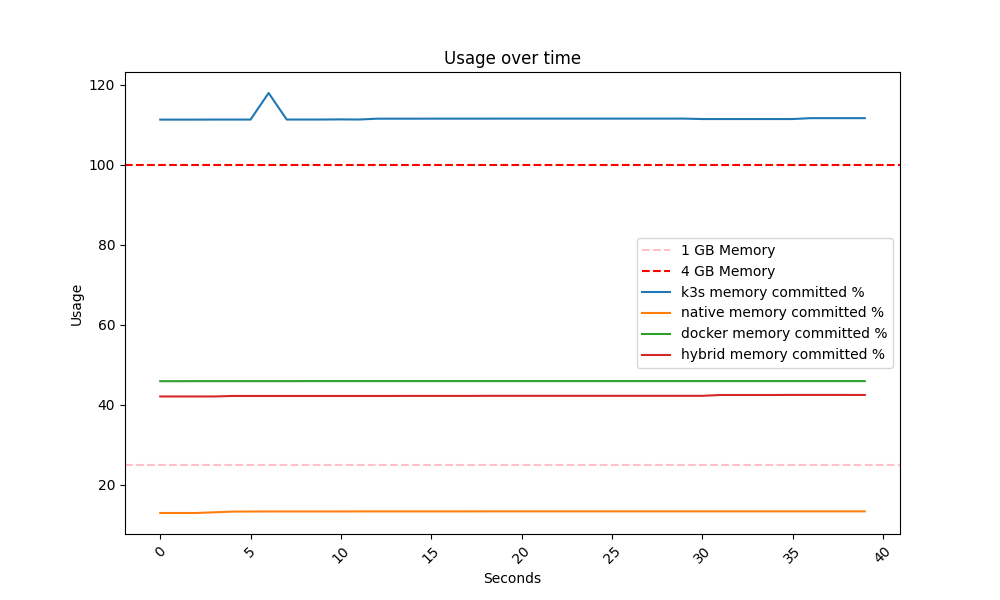 Usage over time
120
100
80
60
40
20
Usage
1 GB Memory
4 GB Memory
k3s memory committed %
native memory committed %
docker memory committed %
hybrid memory committed %
0 5 10 15 20 25 30 35 40
Seconds